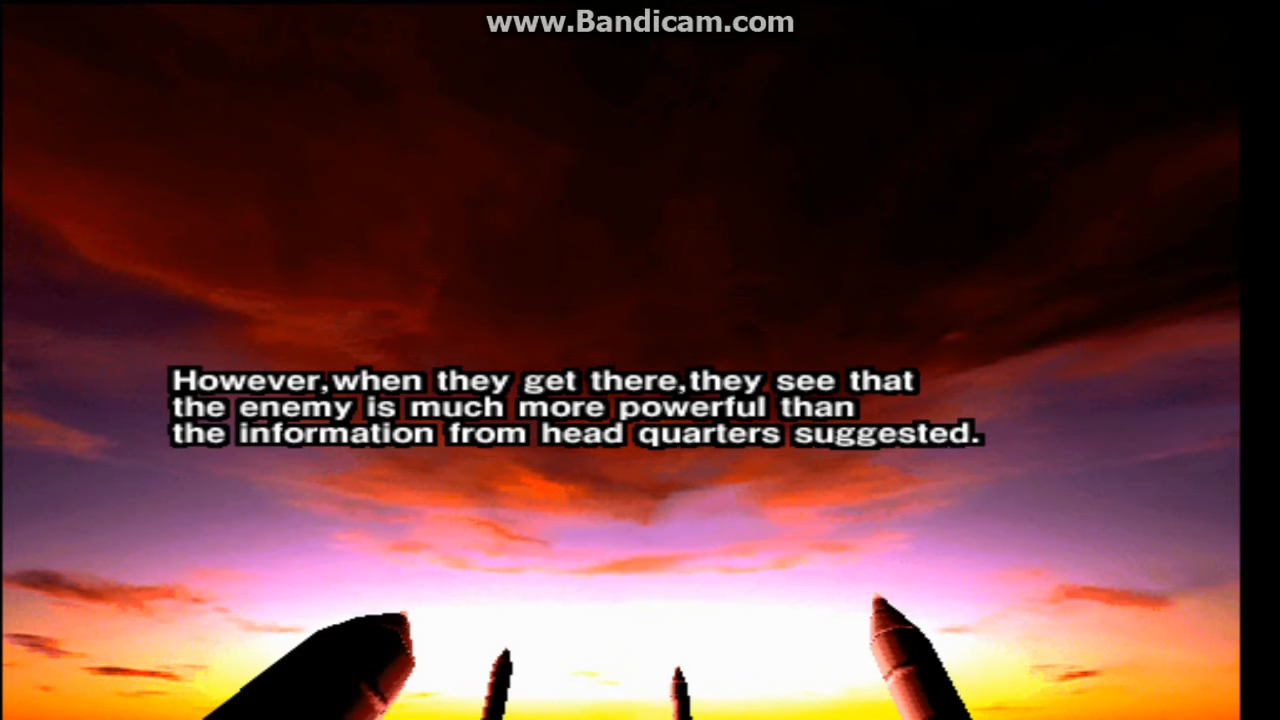 www.Bandicam.com
However,when they get there,they see that
the enemy is much more powerful than
the information from head quarters suggested.